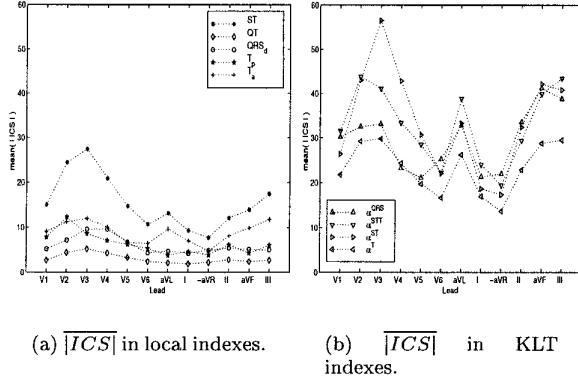 60
50
40
30
20
10
0
mean(|ICS|)
ST
QT
QRS_d
T_p
T_a
V1 V2 V3 V4 V5 V6 aVL I -aVR II aVF III
Lead
(a) |ICS| in local indexes.
60
50
40
30
20
10
0
mean(|ICS|)
α^QRS
α^STT
α^ST
α^T
V1 V2 V3 V4 V5 V6 aVL I -aVR II aVF III
Lead
(b) |ICS| in KLT
indexes.